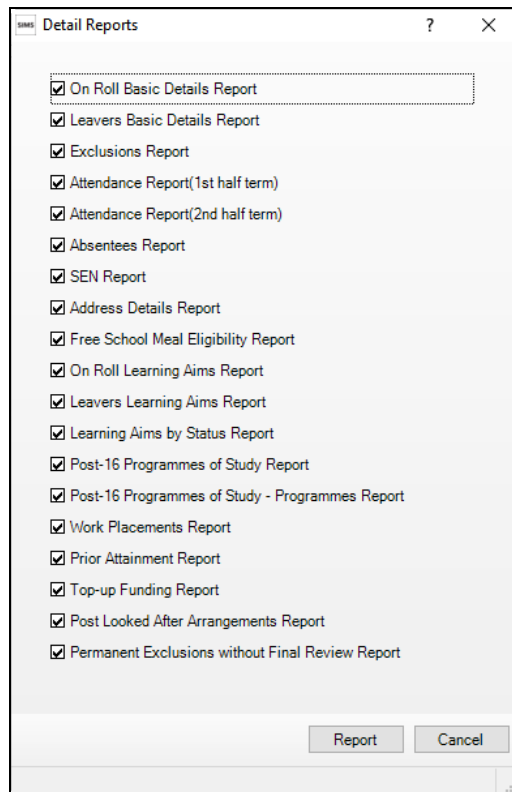 SIMS Detail Reports ? X
On Roll Basic Details Report
Leavers Basic Details Report
Exclusions Report
Attendance Report(1st half term)
Attendance Report(2nd half term)
Absentees Report
SEN Report
Address Details Report
Free School Meal Eligibility Report
On Roll Learning Aims Report
Leavers Learning Aims Report
Learning Aims by Status Report
Post-16 Programmes of Study Report
Post-16 Programmes of Study - Programmes Report
Work Placements Report
Prior Attainment Report
Top-up Funding Report
Post Looked After Arrangements Report
Permanent Exclusions without Final Review Report
Report Cancel